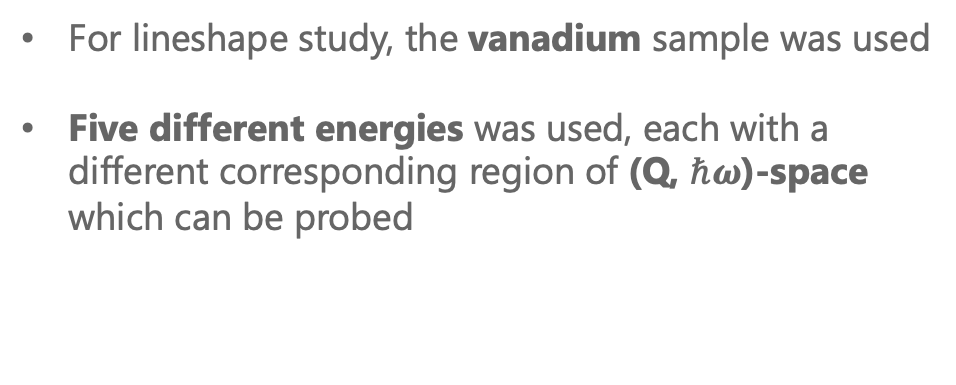 • For lineshape study, the vanadium sample was used
• Five different energies was used, each with a
different corresponding region of (Q, ℏω)-space
which can be probed